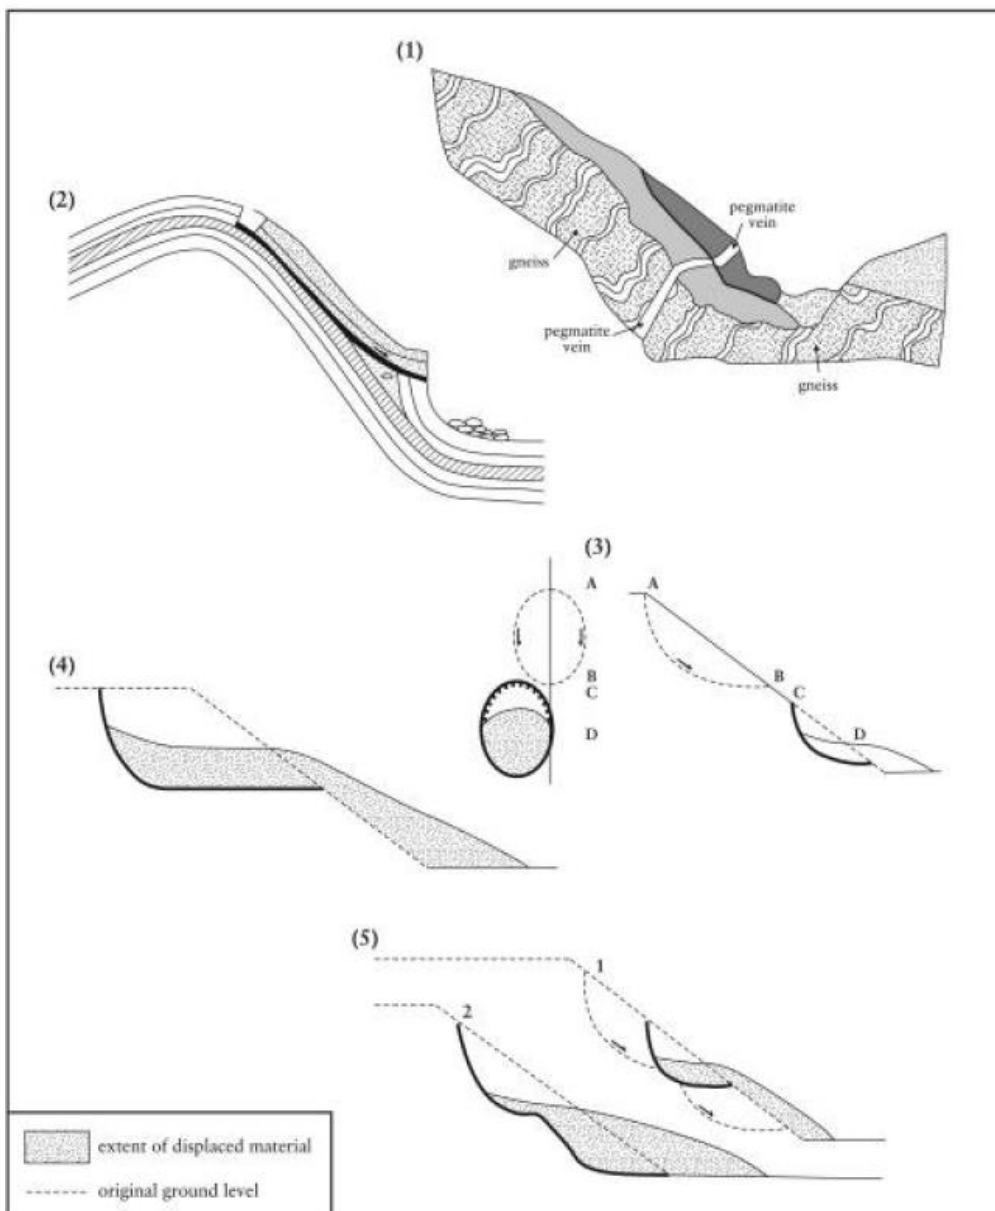 (1)
pegmatite
vein
gneiss
pegmatite
vein
gneiss
(2)
(3)
A
B
C
D
A
B
C
D
(4)
(5)
1
2
extent of displaced material
original ground level